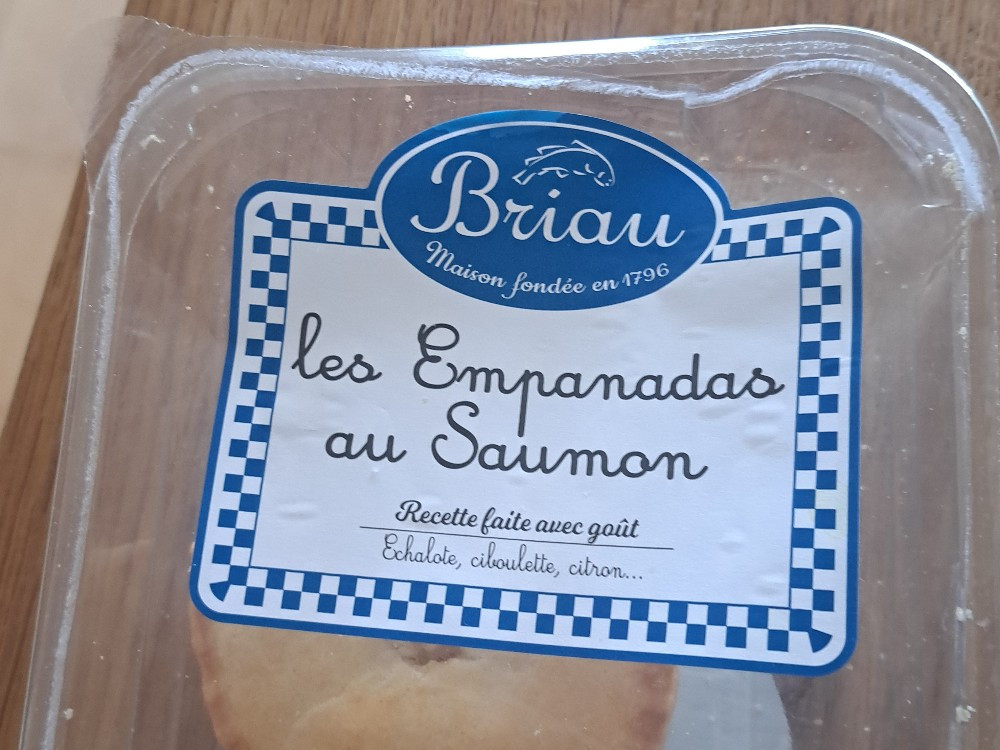 Briau
Maison fondée en 1796
les Empanadas
au Saumon
Recette faite avec goût
Echalote, ciboulette, citron...